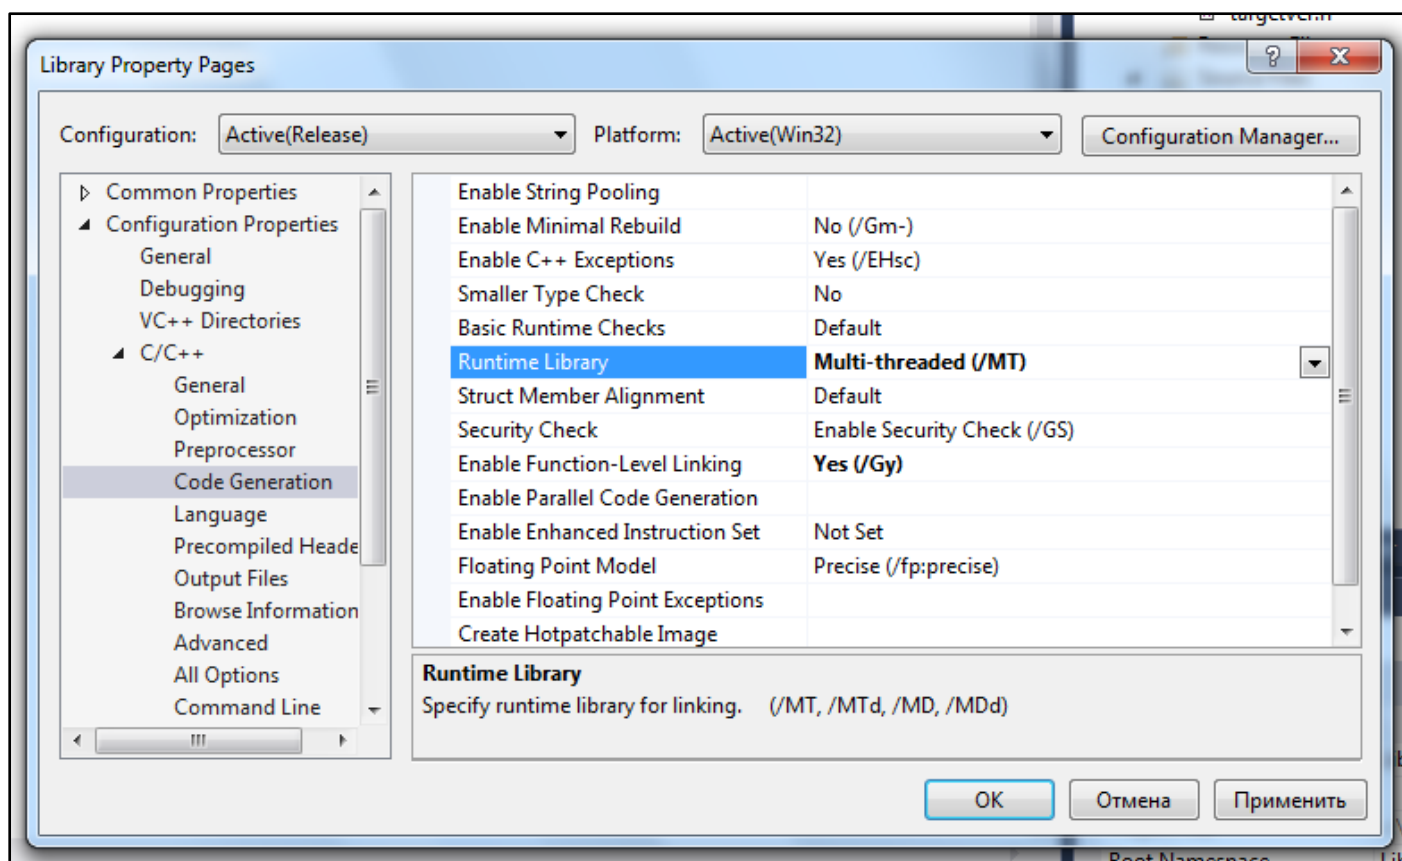 targetver.h
Library Property Pages
Configuration: Active(Release) Platform: Active(Win32) Configuration Manager...
Common Properties
Configuration Properties
General
Debugging
VC++ Directories
C/C++
General
Optimization
Preprocessor
Code Generation
Language
Precompiled Heade
Output Files
Browse Information
Advanced
All Options
Command Line
Enable String Pooling
Enable Minimal Rebuild No (/Gm-)
Enable C++ Exceptions Yes (/EHsc)
Smaller Type Check No
Basic Runtime Checks Default
Runtime Library Multi-threaded (/MT)
Struct Member Alignment Default
Security Check Enable Security Check (/GS)
Enable Function-Level Linking Yes (/Gy)
Enable Parallel Code Generation
Enable Enhanced Instruction Set Not Set
Floating Point Model Precise (/fp:precise)
Enable Floating Point Exceptions
Create Hotpatchable Image
Runtime Library
Specify runtime library for linking. (/MT, /MTd, /MD, /MDd)
OK Отмена Применить
Root Namespace